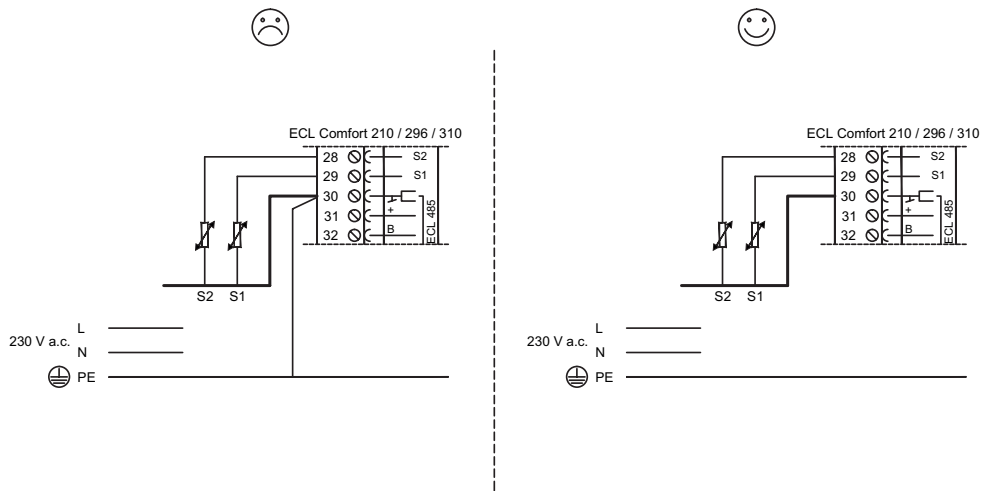 ECL Comfort 210 / 296 / 310
28 S2
29 S1
30
31 +
32 B
ECL 485
S2 S1
L
230 V a.c.
N
PE
ECL Comfort 210 / 296 / 310
28 S2
29 S1
30
31 +
32 B
ECL 485
S2 S1
L
230 V a.c.
N
PE